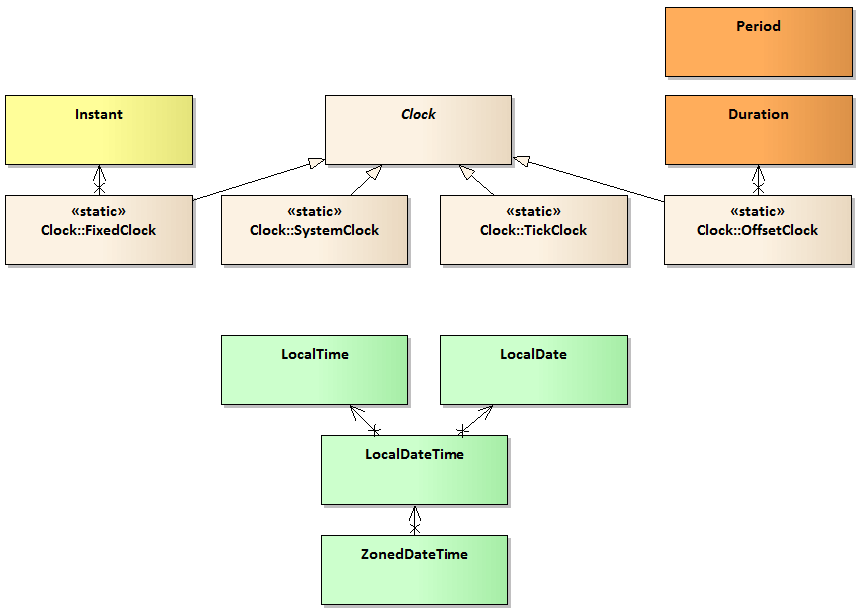 Period
Instant
Clock
Duration
«static»
Clock::FixedClock
«static»
Clock::SystemClock
«static»
Clock::TickClock
«static»
Clock::OffsetClock
LocalTime
LocalDate
LocalDateTime
ZonedDateTime